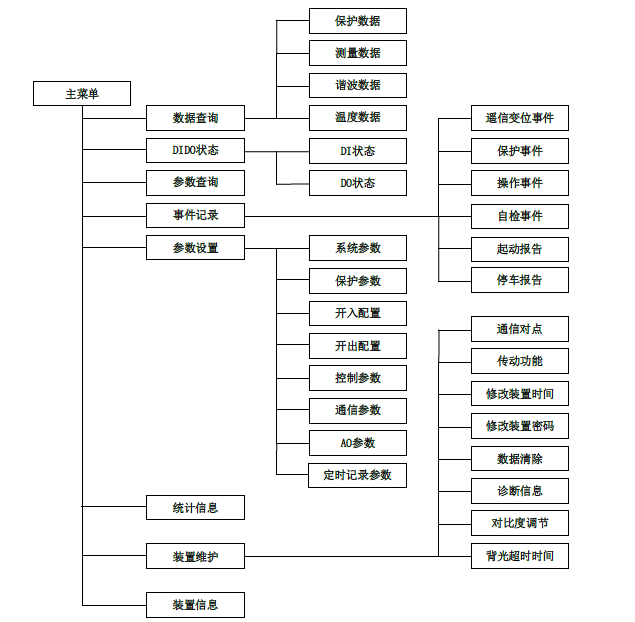 主菜单
数据查询
保护数据
测量数据
谐波数据
温度数据
DIDO状态
DI状态
DO状态
参数查询
事件记录
遥信变位事件
保护事件
操作事件
自检事件
起动报告
停车报告
参数设置
系统参数
保护参数
开入配置
开出配置
控制参数
通信参数
AO参数
定时记录参数
统计信息
装置维护
通信对点
传动功能
修改装置时间
修改装置密码
数据清除
诊断信息
对比度调节
背光超时时间
装置信息